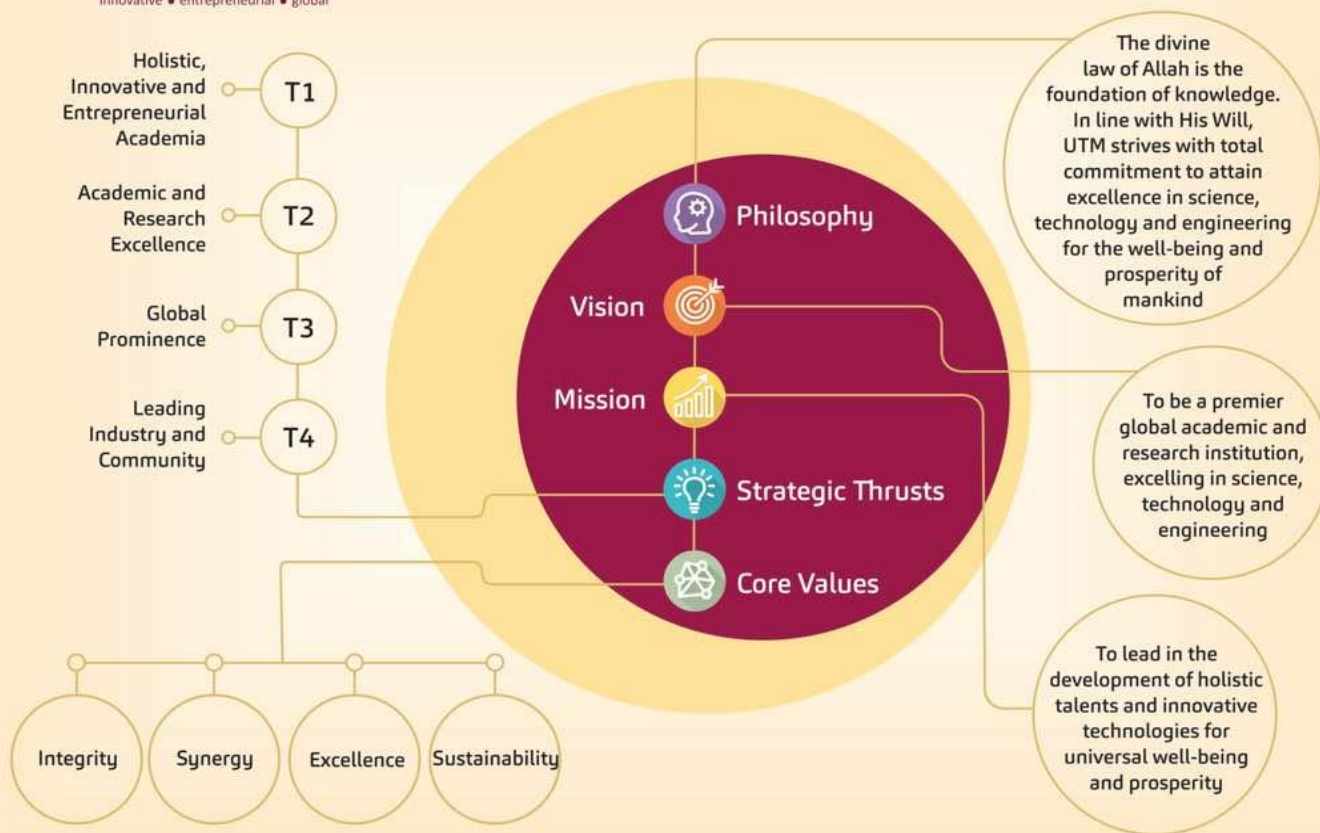 innovative • entrepreneurial • global
Holistic,
Innovative and
Entrepreneurial
Academia
T1
Academic and
Research
Excellence
T2
Global
Prominence
T3
Leading
Industry and
Community
T4
Philosophy
Vision
Mission
Strategic Thrusts
Core Values
The divine
law of Allah is the
foundation of knowledge.
In line with His Will,
UTM strives with total
commitment to attain
excellence in science,
technology and engineering
for the well-being and
prosperity of
mankind
To be a premier
global academic and
research institution,
excelling in science,
technology and
engineering
To lead in the
development of holistic
talents and innovative
technologies for
universal well-being
and prosperity
Integrity
Synergy
Excellence
Sustainability